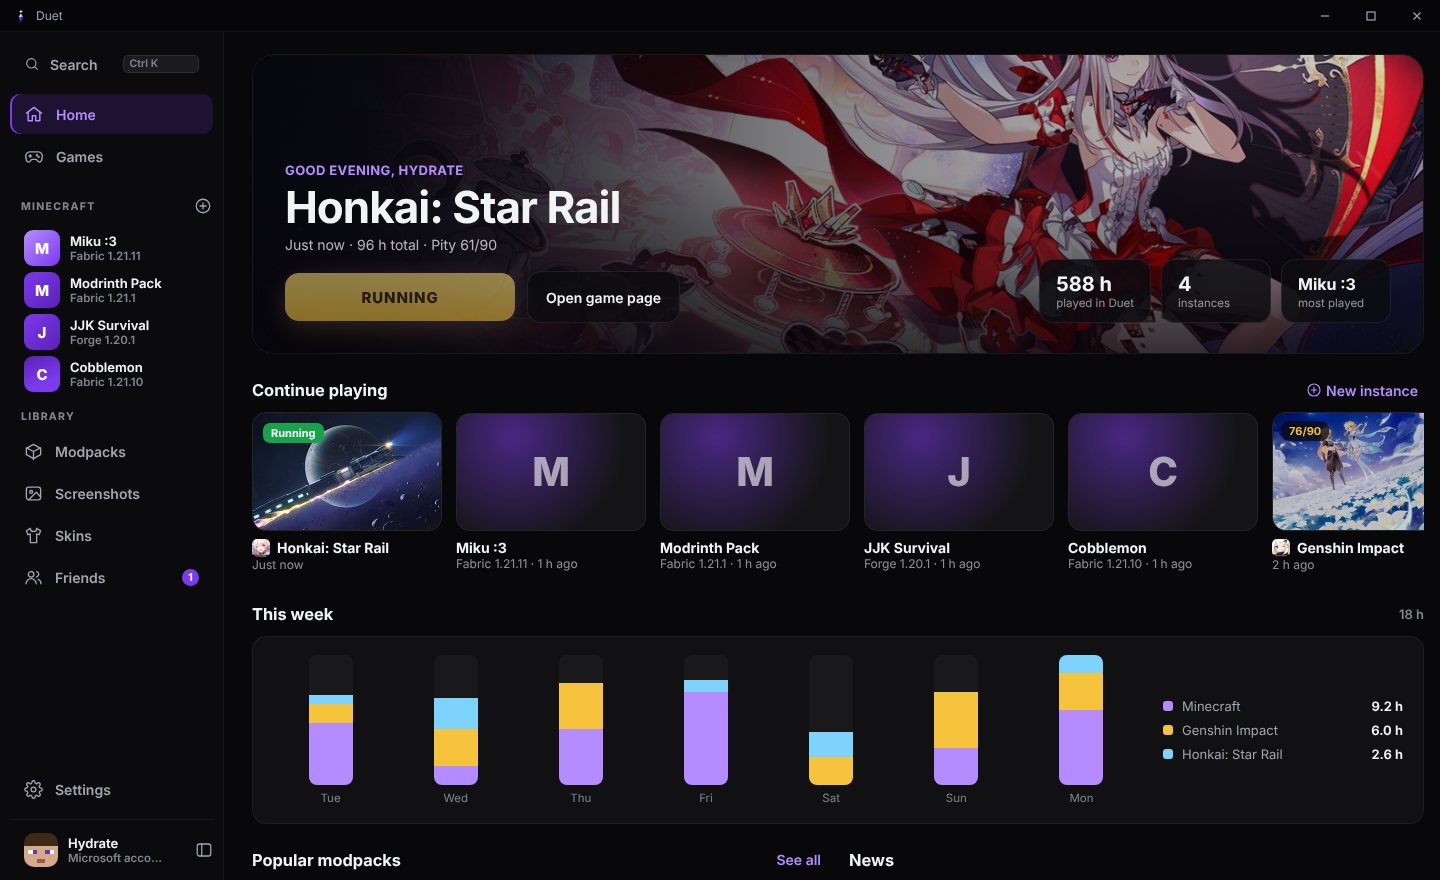 Duet
Search
Ctrl K
Home
Games
MINECRAFT
M
Miku :3
Fabric 1.21.11
M
Modrinth Pack
Fabric 1.21.1
J
JJK Survival
Forge 1.20.1
C
Cobblemon
Fabric 1.21.10
LIBRARY
Modpacks
Screenshots
Skins
Friends
1
Settings
Hydrate
Microsoft acco...
GOOD EVENING, HYDRATE
Honkai: Star Rail
Just now · 96 h total · Pity 61/90
RUNNING
Open game page
588 h
played in Duet
4
instances
Miku :3
most played
Continue playing
New instance
Running
Honkai: Star Rail
Just now
M
Miku :3
Fabric 1.21.11 · 1 h ago
M
Modrinth Pack
Fabric 1.21.1 · 1 h ago
J
JJK Survival
Forge 1.20.1 · 1 h ago
C
Cobblemon
Fabric 1.21.10 · 1 h ago
76/90
Genshin Impact
2 h ago
This week
18 h
Tue
Wed
Thu
Fri
Sat
Sun
Mon
Minecraft 9.2 h
Genshin Impact 6.0 h
Honkai: Star Rail 2.6 h
Popular modpacks
See all
News